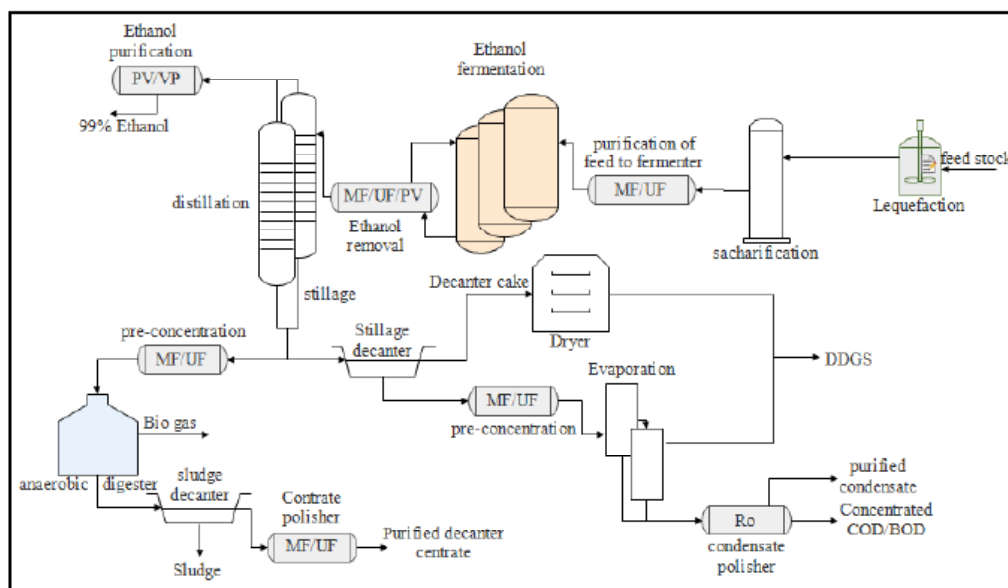 Ethanol
purification
PV/VP
99% Ethanol
distillation
Ethanol
fermentation
MF/UF/PV
Ethanol
removal
purification of
feed to fermenter
MF/UF
sacharification
feed stock
Lequefaction
stillage
pre-concentration
MF/UF
Stillage
decanter
Decanter cake
Dryer
DDGS
Evaporation
MF/UF
pre-concentration
Bio gas
anaerobic digester
sludge
decanter
Sludge
Contrate
polisher
MF/UF
Purified decanter
centrate
Ro
condensate
polisher
purified
condensate
Concentrated
COD/BOD